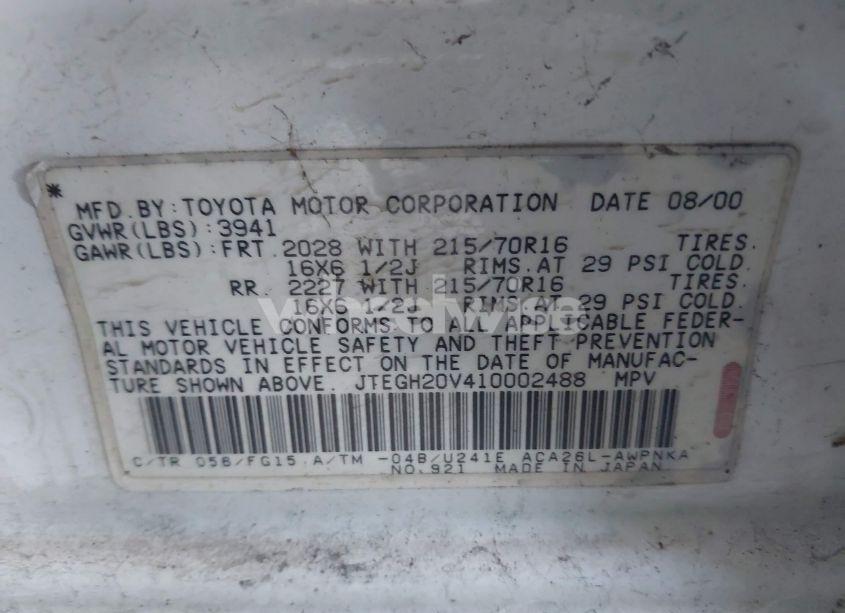 *
MFD.BY:TOYOTA MOTOR CORPORATION DATE 08/00
GVWR(LBS):3941
GAWR(LBS):FRT.2028 WITH 215/70R16 TIRES.
16X6 1/2J RIMS.AT 29 PSI COLD.
RR. 2227 WITH 215/70R16 TIRES.
16X6 1/2J RIMS.AT 29 PSI COLD.
THIS VEHICLE CONFORMS TO ALL APPLICABLE FEDER-
AL MOTOR VEHICLE SAFETY AND THEFT PREVENTION
STANDARDS IN EFFECT ON THE DATE OF MANUFAC-
TURE SHOWN ABOVE. JTEGH20V410002488 MPV
C/TR 058/FG15 A/TM -04B/U241E ACA26L-AWPNKA
NO.921 MADE IN JAPAN